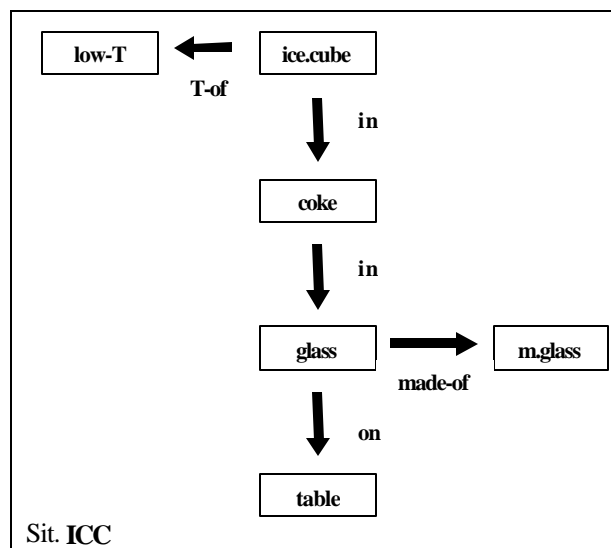 low-T
ice.cube
T-of
in
coke
in
glass
m.glass
made-of
on
table
Sit. ICC